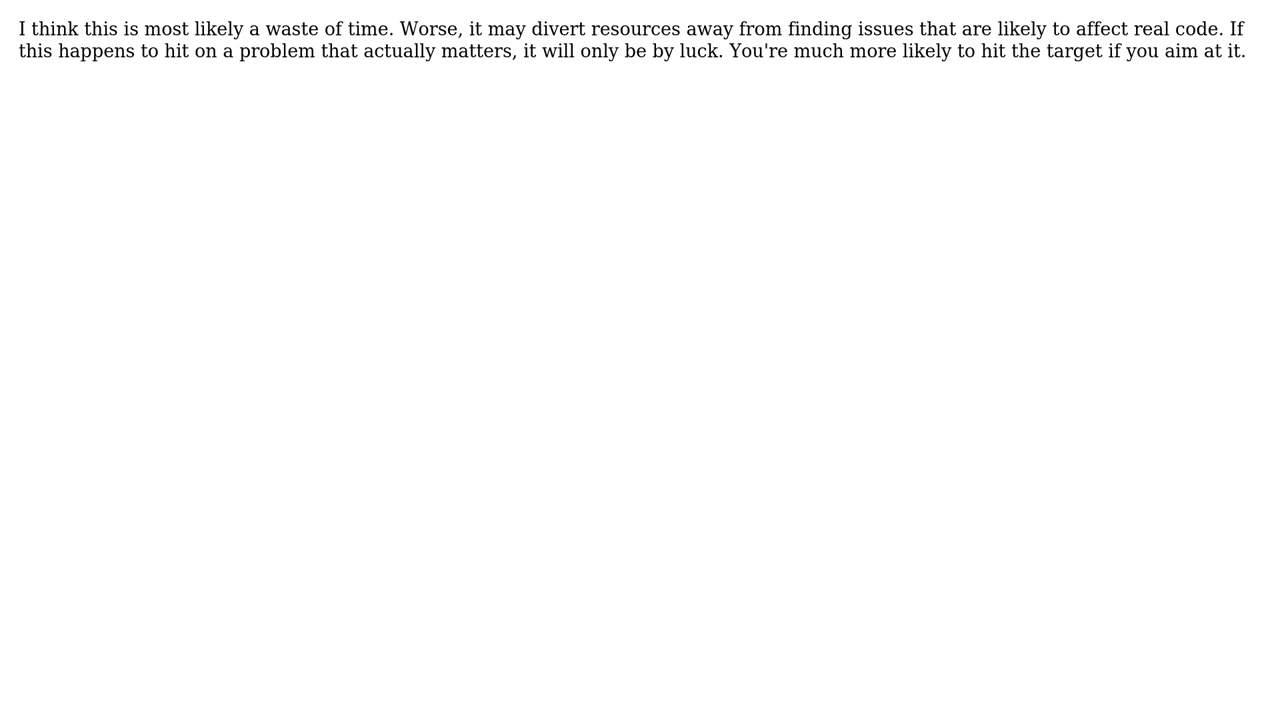 I think this is most likely a waste of time. Worse, it may divert resources away from finding issues that are likely to affect real code. If
this happens to hit on a problem that actually matters, it will only be by luck. You're much more likely to hit the target if you aim at it.